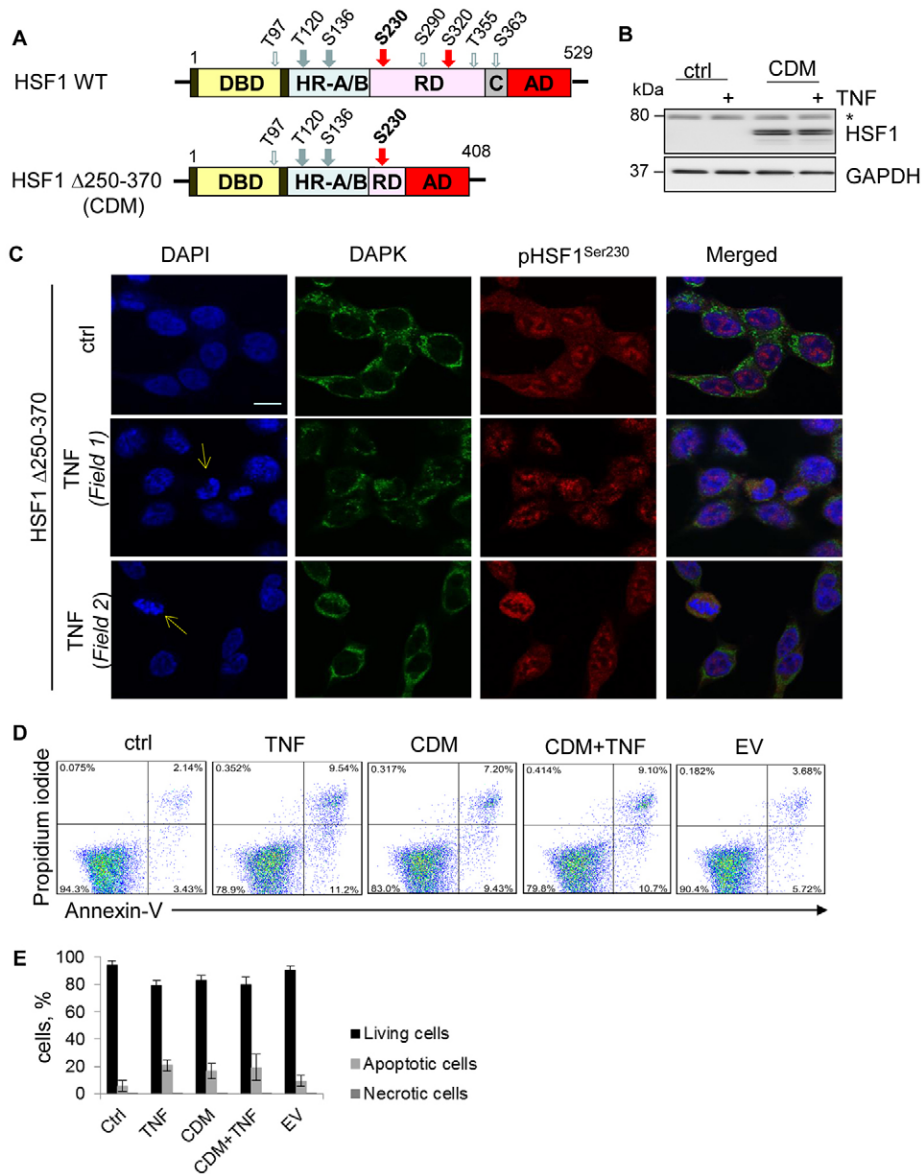 A
T97
T120
S136
S230
S290
S320
T355
S363
1
529
HSF1 WT
DBD
HR-A/B
RD
C
AD
T97
T120
S136
S230
1
408
HSF1 Δ250-370
(CDM)
DBD
HR-A/B
RD
AD
B
ctrl
CDM
kDa
+
+
TNF
80
*
HSF1
37
GAPDH
C
DAPI
DAPK
pHSF1Ser230
Merged
HSF1 Δ250-370
ctrl
TNF
(Field 1)
TNF
(Field 2)
D
ctrl
TNF
CDM
CDM+TNF
EV
Propidium iodide
0.075%
2.14%
94.3%
3.43%
0.352%
9.54%
78.9%
11.2%
0.317%
7.20%
83.0%
9.43%
0.414%
9.10%
79.8%
10.7%
0.182%
3.68%
90.4%
5.72%
Annexin-V
E
cells, %
100
80
60
40
20
0
Ctrl
TNF
CDM
CDM+TNF
EV
Living cells
Apoptotic cells
Necrotic cells